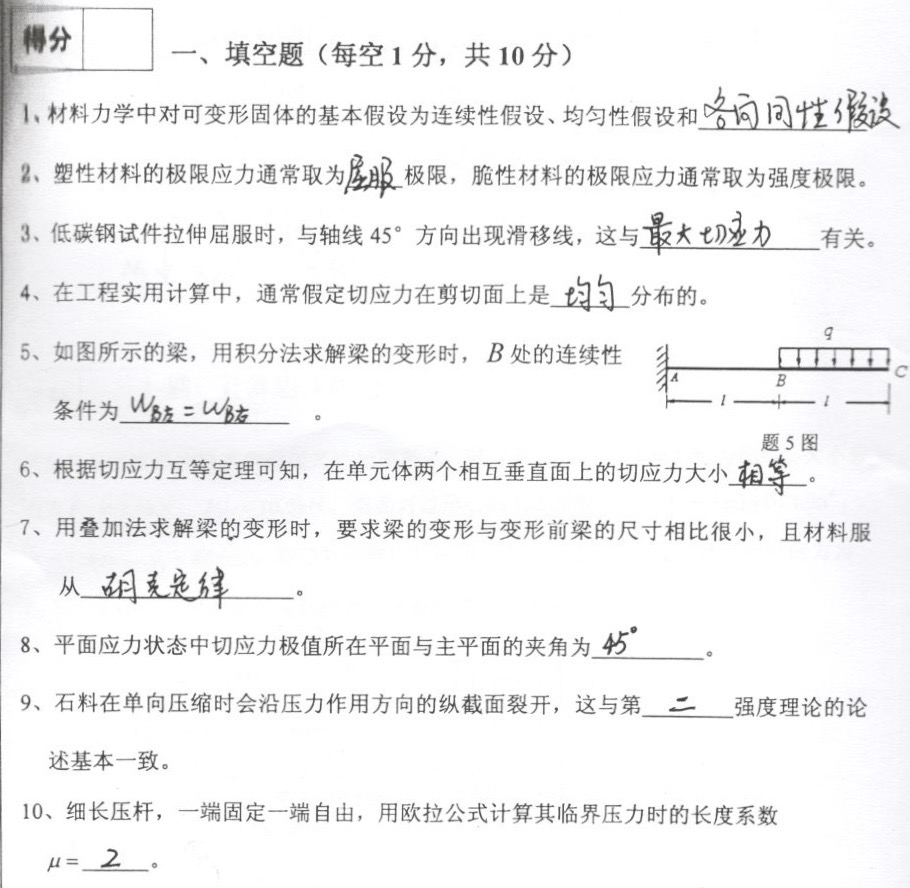 得分
一、填空题（每空1分，共10分）
1、材料力学中对可变形固体的基本假设为连续性假设、均匀性假设和各向同性假设
2、塑性材料的极限应力通常取为屈服极限，脆性材料的极限应力通常取为强度极限。
3、低碳钢试件拉伸屈服时，与轴线45°方向出现滑移线，这与最大切应力有关。
4、在工程实用计算中，通常假定切应力在剪切面上是均匀分布的。
5、如图所示的梁，用积分法求解梁的变形时，B处的连续性
条件为 WB左=WB右 。
q
A B C
l l
题5图
6、根据切应力互等定理可知，在单元体两个相互垂直面上的切应力大小相等。
7、用叠加法求解梁的变形时，要求梁的变形与变形前梁的尺寸相比很小，且材料服
从胡克定律。
8、平面应力状态中切应力极值所在平面与主平面的夹角为45°。
9、石料在单向压缩时会沿压力作用方向的纵截面裂开，这与第二强度理论的论
述基本一致。
10、细长压杆，一端固定一端自由，用欧拉公式计算其临界压力时的长度系数
μ=2。